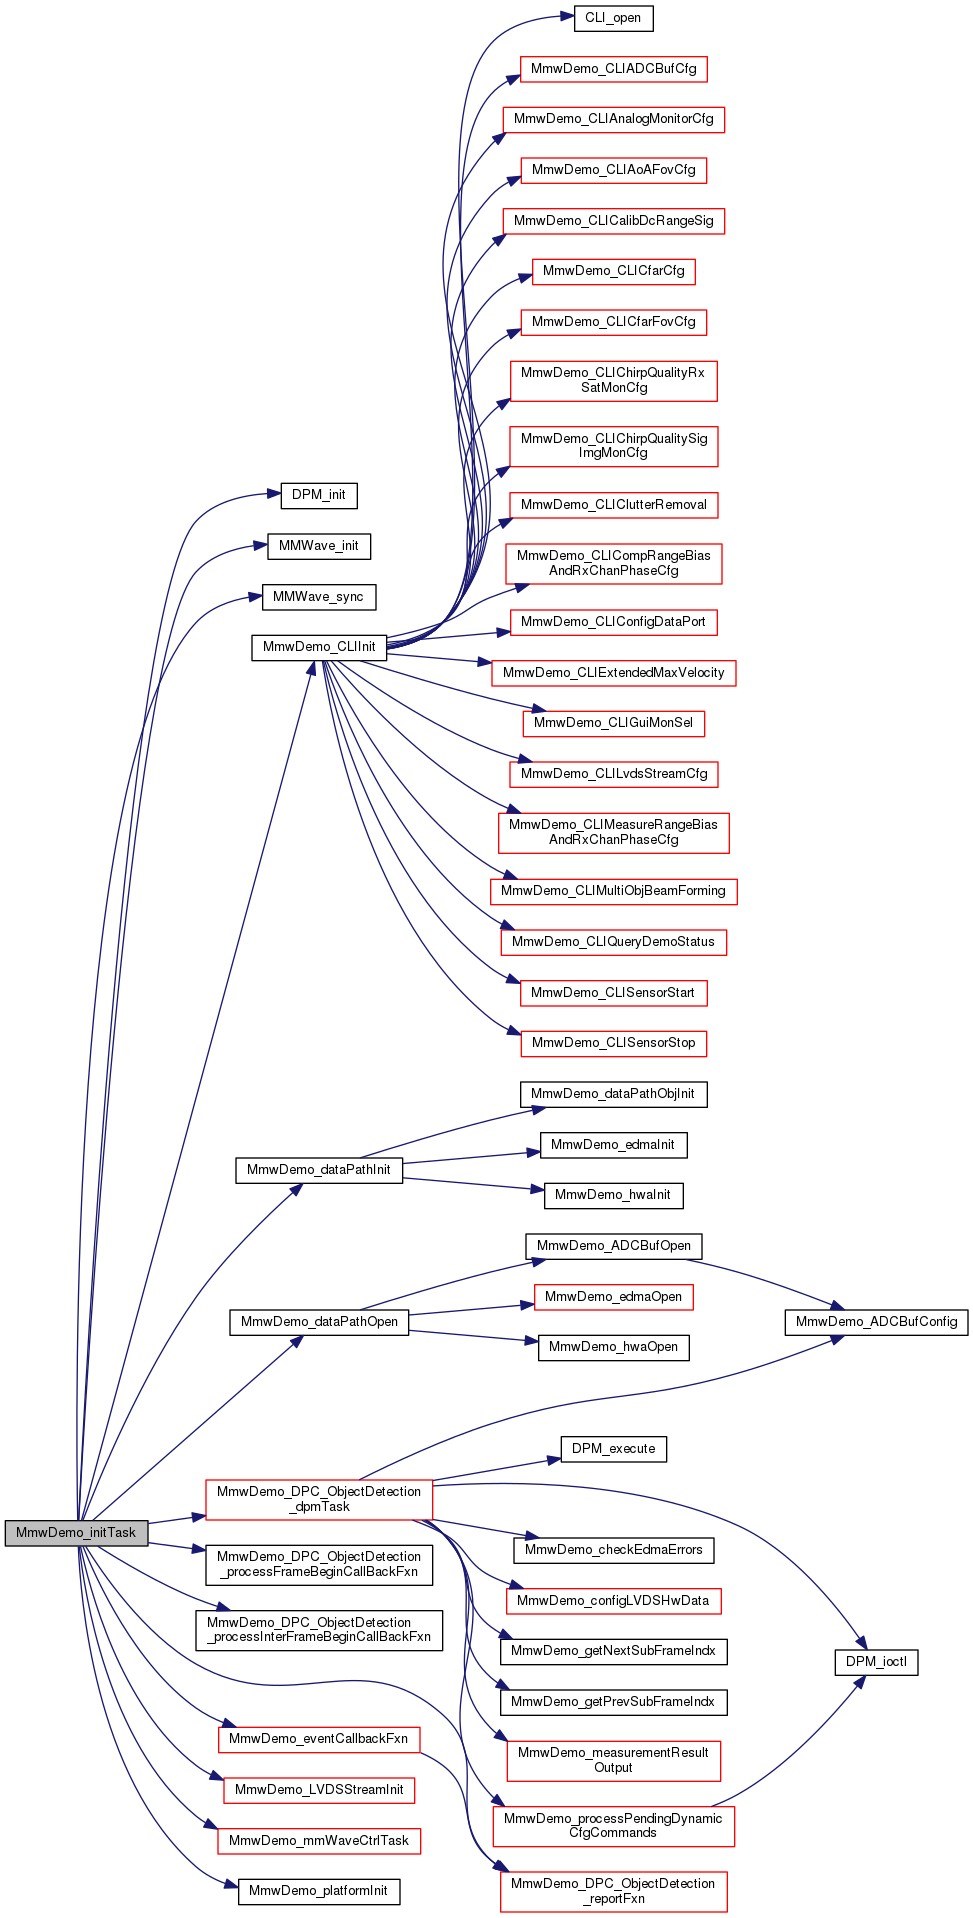 CLI_open
MmwDemo_CLIADCBufCfg
MmwDemo_CLIAnalogMonitorCfg
MmwDemo_CLIAoAFovCfg
MmwDemo_CLICalibDcRangeSig
MmwDemo_CLICfarCfg
MmwDemo_CLICfarFovCfg
MmwDemo_CLIChirpQualityRx
SatMonCfg
MmwDemo_CLIChirpQualitySig
ImgMonCfg
DPM_init
MmwDemo_CLIClutterRemoval
MMWave_init
MmwDemo_CLICompRangeBias
AndRxChanPhaseCfg
MMWave_sync
MmwDemo_CLIConfigDataPort
MmwDemo_CLIInit
MmwDemo_CLIExtendedMaxVelocity
MmwDemo_CLIGuiMonSel
MmwDemo_CLILvdsStreamCfg
MmwDemo_CLIMeasureRangeBias
AndRxChanPhaseCfg
MmwDemo_CLIMultiObjBeamForming
MmwDemo_CLIQueryDemoStatus
MmwDemo_CLISensorStart
MmwDemo_CLISensorStop
MmwDemo_dataPathObjInit
MmwDemo_edmaInit
MmwDemo_dataPathInit
MmwDemo_hwaInit
MmwDemo_ADCBufOpen
MmwDemo_edmaOpen
MmwDemo_dataPathOpen
MmwDemo_ADCBufConfig
MmwDemo_hwaOpen
DPM_execute
MmwDemo_DPC_ObjectDetection
_dpmTask
MmwDemo_initTask
MmwDemo_checkEdmaErrors
MmwDemo_DPC_ObjectDetection
_processFrameBeginCallBackFxn
MmwDemo_configLVDSHwData
MmwDemo_DPC_ObjectDetection
_processInterFrameBeginCallBackFxn
MmwDemo_getNextSubFrameIndx
DPM_ioctl
MmwDemo_getPrevSubFrameIndx
MmwDemo_eventCallbackFxn
MmwDemo_measurementResult
Output
MmwDemo_LVDSStreamInit
MmwDemo_processPendingDynamic
CfgCommands
MmwDemo_mmWaveCtrlTask
MmwDemo_platformInit
MmwDemo_DPC_ObjectDetection
_reportFxn